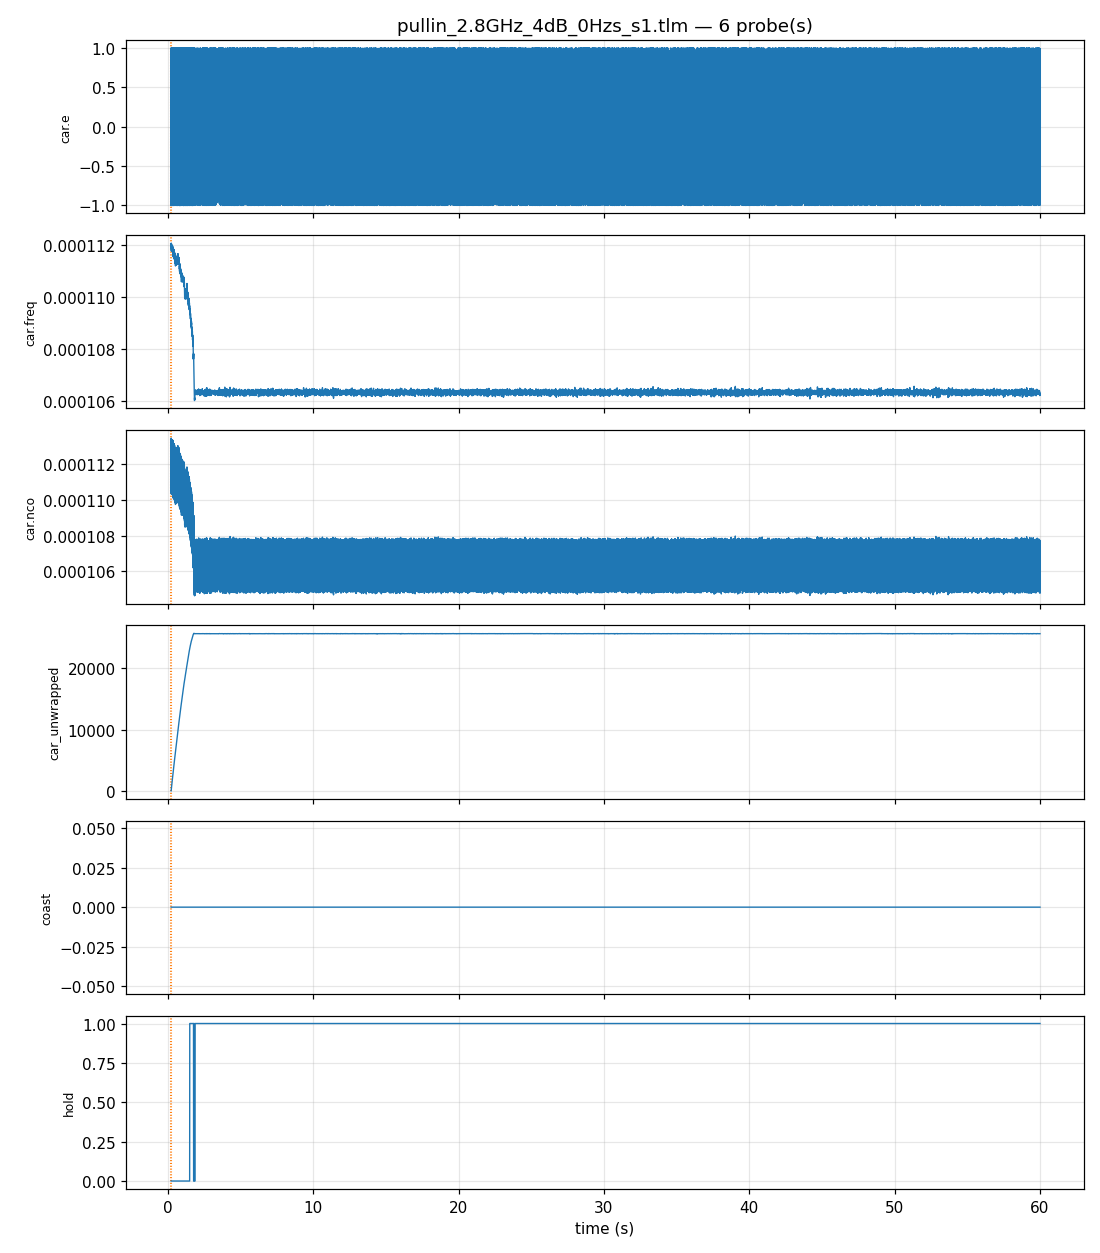 pullin_2.8GHz_4dB_0Hzs_s1.tlm — 6 probe(s)
1.0
0.5
0.0
−0.5
−1.0
car.e
0.000112
0.000110
0.000108
0.000106
car.freq
0.000112
0.000110
0.000108
0.000106
car.nco
20000
10000
0
car_unwrapped
0.050
0.025
0.000
−0.025
−0.050
coast
1.00
0.75
0.50
0.25
0.00
hold
0 10 20 30 40 50 60
time (s)